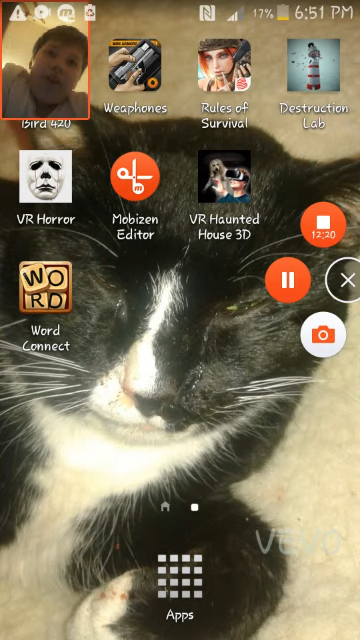 17% 6:51 PM
Bird 420
Weaphones
Rules of
Survival
Destruction
Lab
VR Horror
Mobizen
Editor
VR Haunted
House 3D
12:20
WORD
Word
Connect
VEVO
Apps